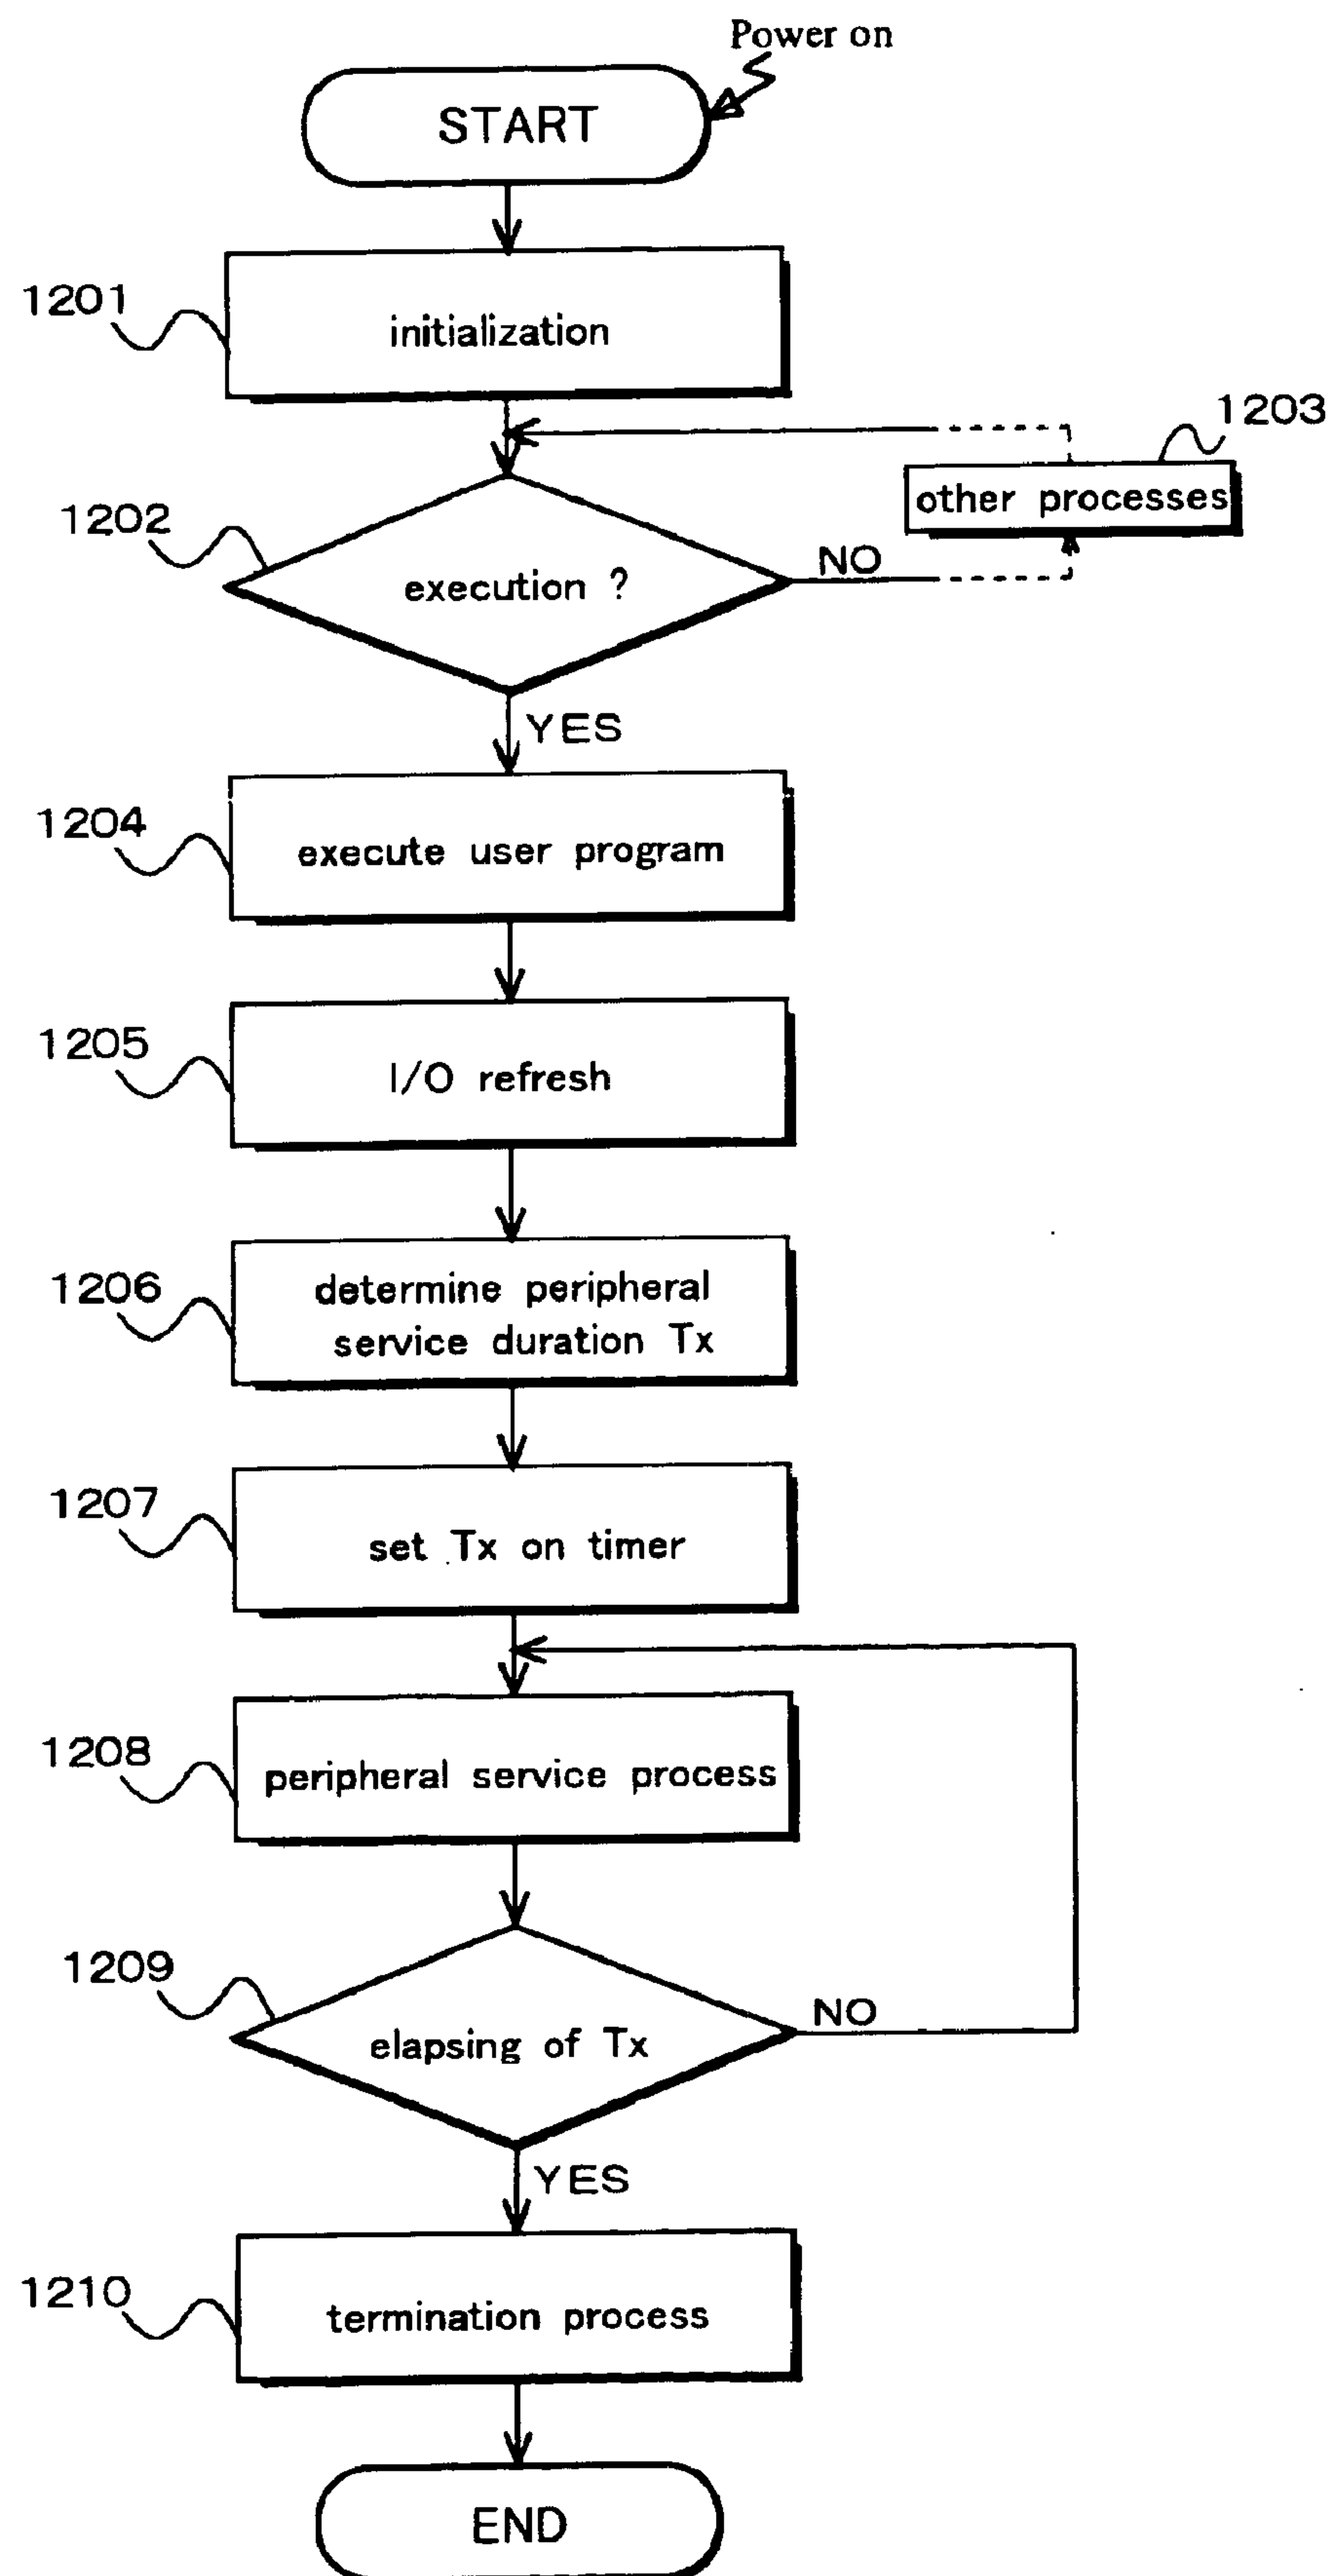 Power on
START
1201
initialization
1203
other processes
1202
execution ?
NO
YES
1204
execute user program
1205
I/O refresh
1206
determine peripheral
service duration Tx
1207
set Tx on timer
1208
peripheral service process
1209
elapsing of Tx
NO
YES
1210
termination process
END